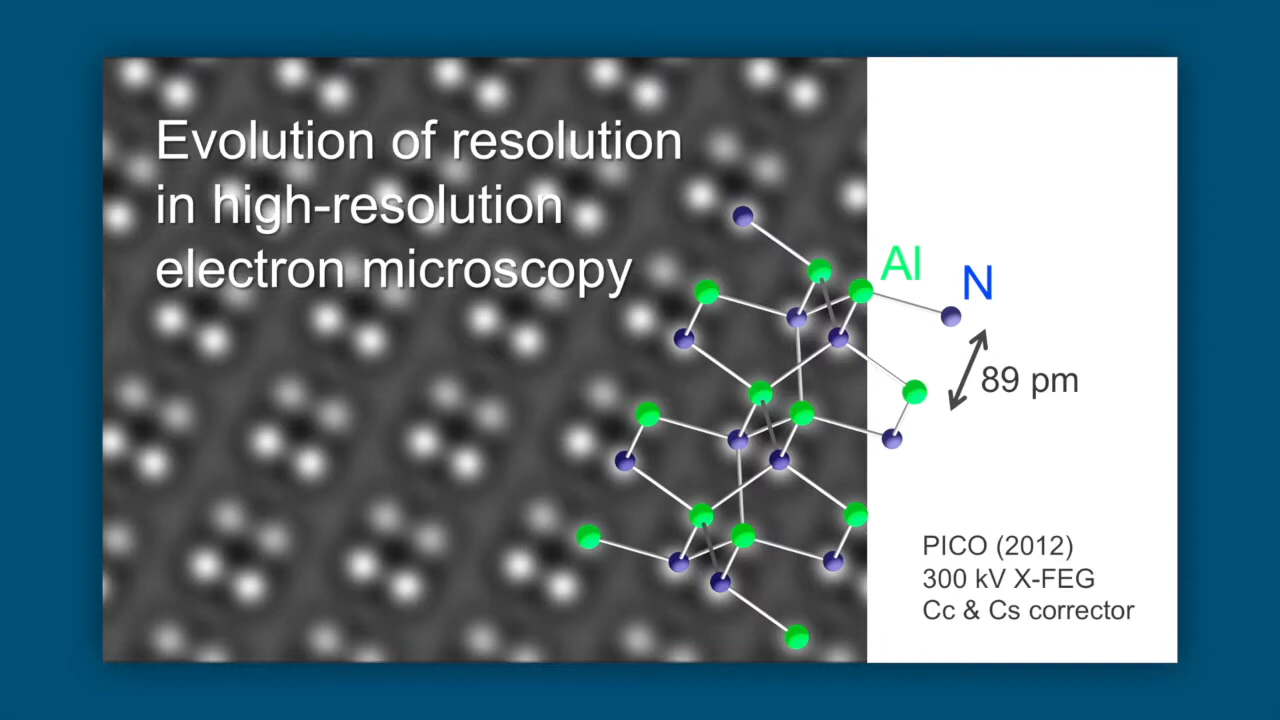 Evolution of resolution
in high-resolution
electron microscopy
Al
N
89 pm
PICO (2012)
300 kV X-FEG
Cc & Cs corrector